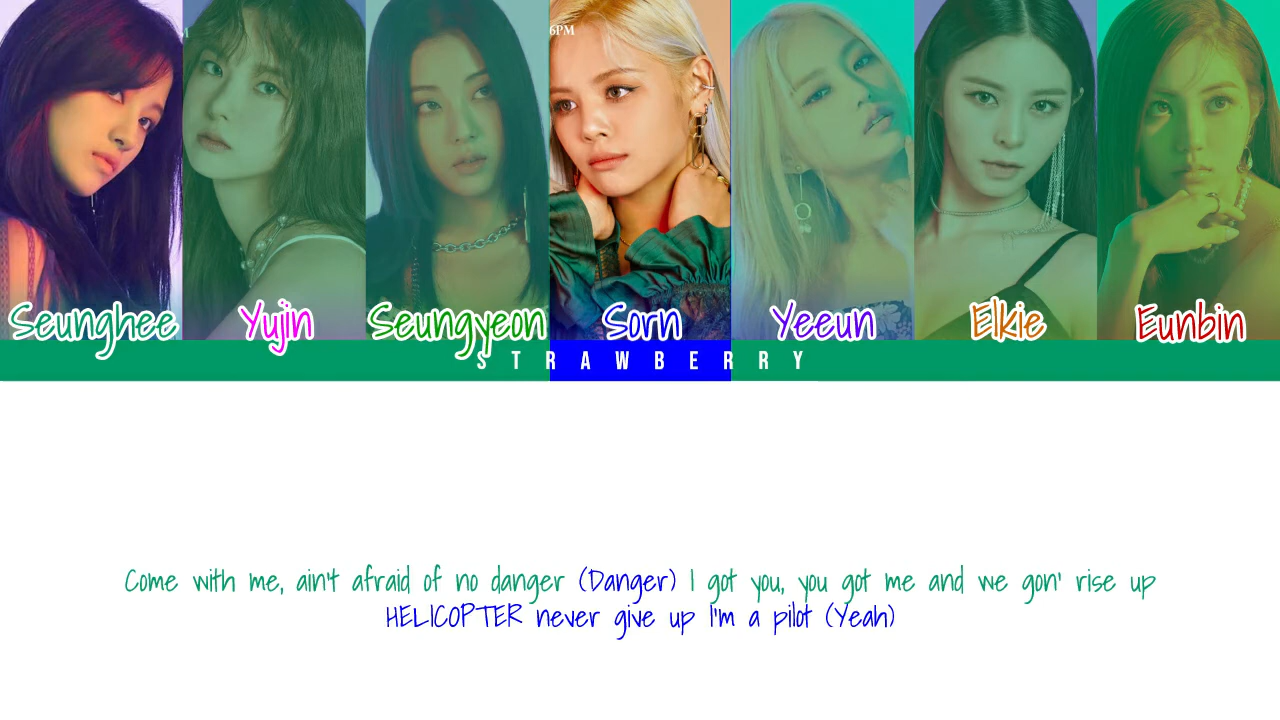 6PM
Seunghee Yujin Seungyeon Sorn Yeeun Elkie Eunbin
STRAWBERRY
Come with me, ain't afraid of no danger (Danger) I got you, you got me and we gon' rise up
HELICOPTER never give up I'm a pilot (Yeah)